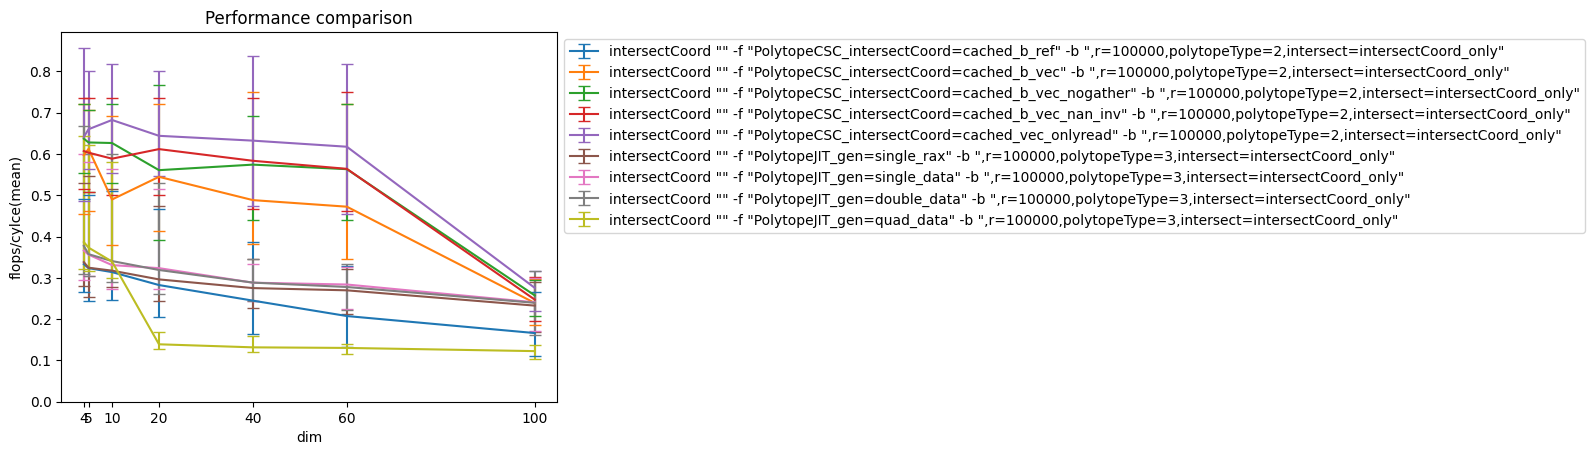 Performance comparison
flops/cylce(mean)
0.8
0.7
0.6
0.5
0.4
0.3
0.2
0.1
0.0
4 5 10 20 40 60 100
dim
intersectCoord "" -f "PolytopeCSC_intersectCoord=cached_b_ref" -b ",r=100000,polytopeType=2,intersect=intersectCoord_only"
intersectCoord "" -f "PolytopeCSC_intersectCoord=cached_b_vec" -b ",r=100000,polytopeType=2,intersect=intersectCoord_only"
intersectCoord "" -f "PolytopeCSC_intersectCoord=cached_b_vec_nogather" -b ",r=100000,polytopeType=2,intersect=intersectCoord_only"
intersectCoord "" -f "PolytopeCSC_intersectCoord=cached_b_vec_nan_inv" -b ",r=100000,polytopeType=2,intersect=intersectCoord_only"
intersectCoord "" -f "PolytopeCSC_intersectCoord=cached_vec_onlyread" -b ",r=100000,polytopeType=2,intersect=intersectCoord_only"
intersectCoord "" -f "PolytopeJIT_gen=single_rax" -b ",r=100000,polytopeType=3,intersect=intersectCoord_only"
intersectCoord "" -f "PolytopeJIT_gen=single_data" -b ",r=100000,polytopeType=3,intersect=intersectCoord_only"
intersectCoord "" -f "PolytopeJIT_gen=double_data" -b ",r=100000,polytopeType=3,intersect=intersectCoord_only"
intersectCoord "" -f "PolytopeJIT_gen=quad_data" -b ",r=100000,polytopeType=3,intersect=intersectCoord_only"